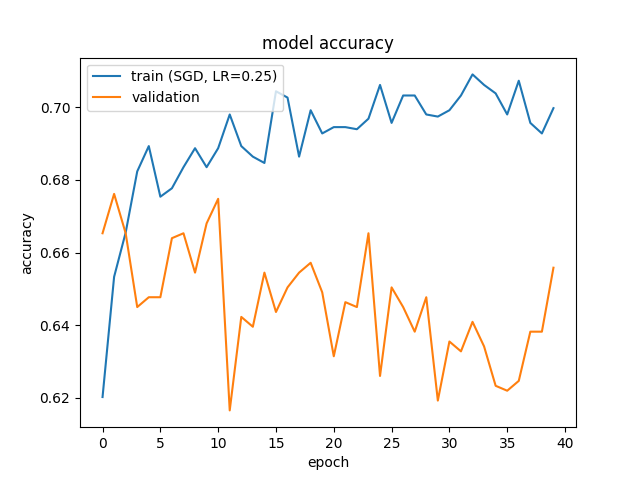 model accuracy
train (SGD, LR=0.25)
validation
accuracy
0.70
0.68
0.66
0.64
0.62
0 5 10 15 20 25 30 35 40
epoch